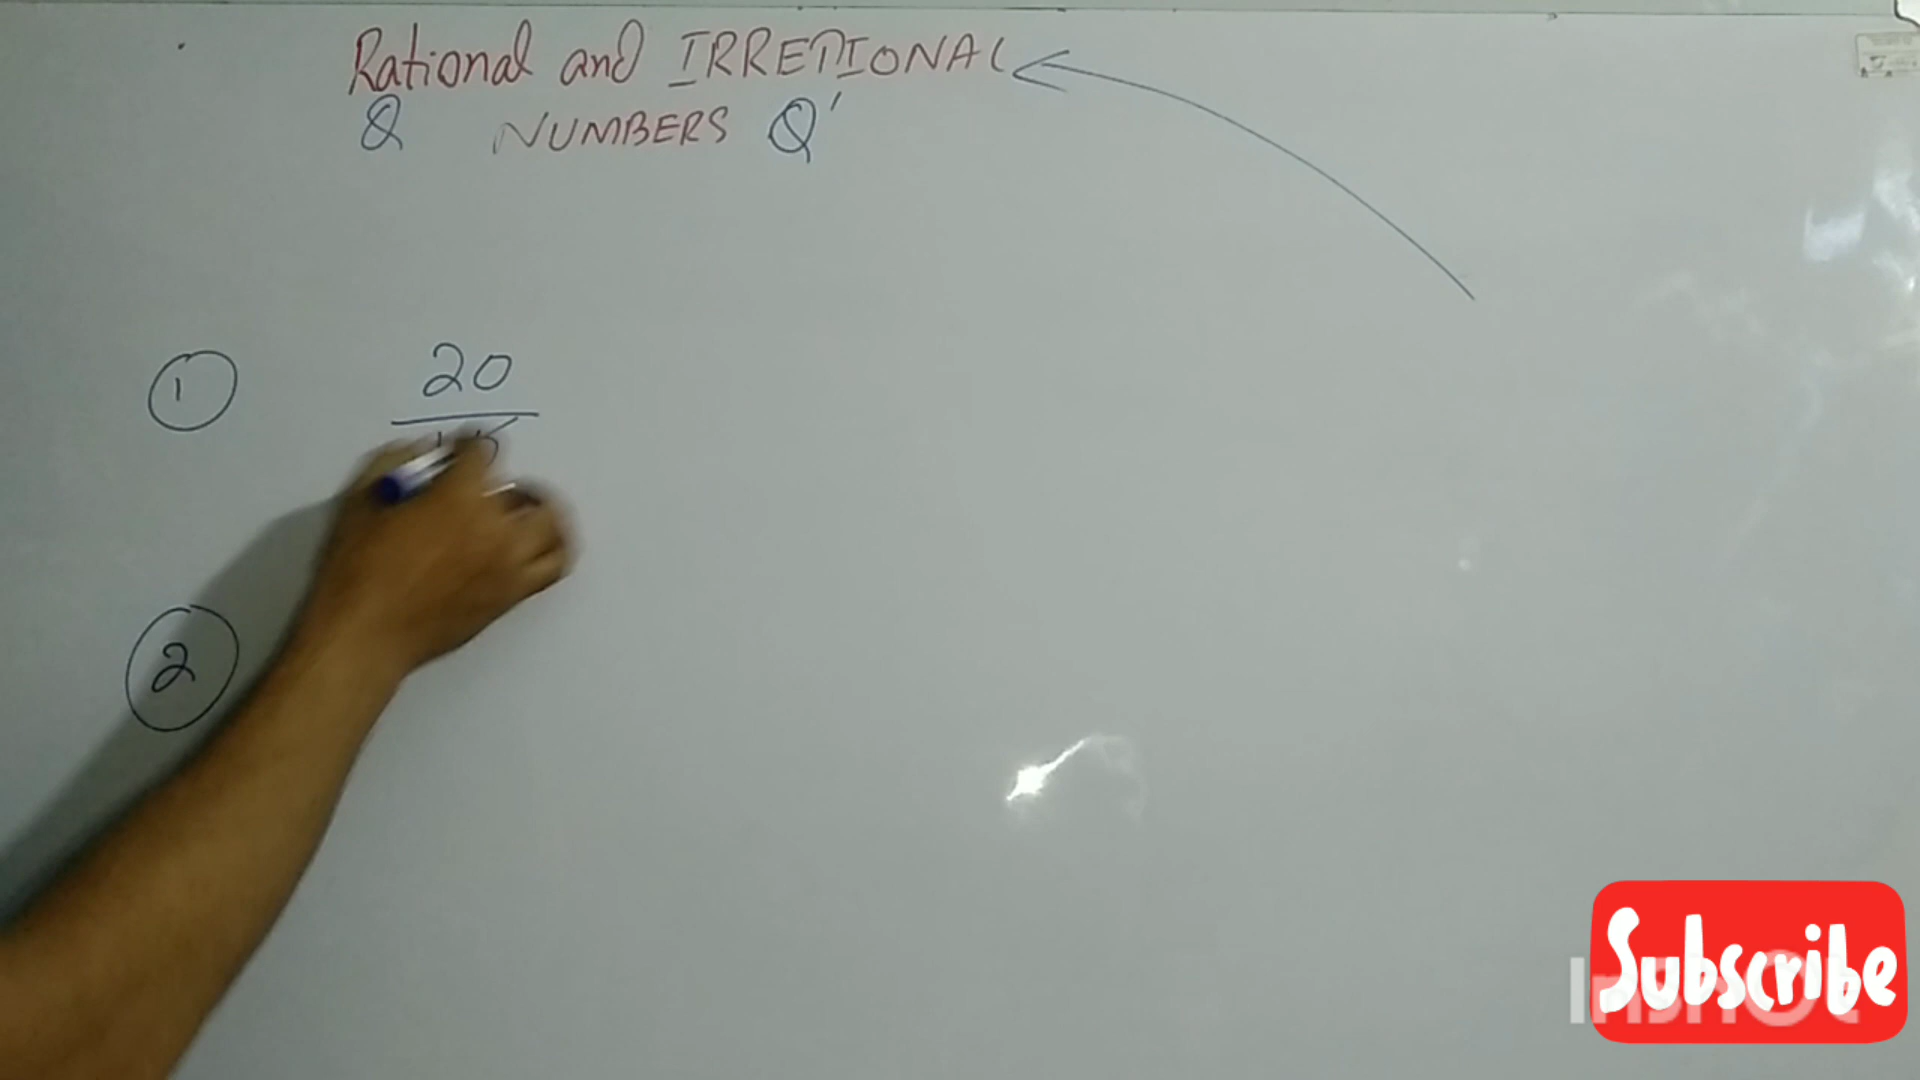 Rational and IRRETIONAL
Q NUMBERS Q'
1
20
2
Subscribe